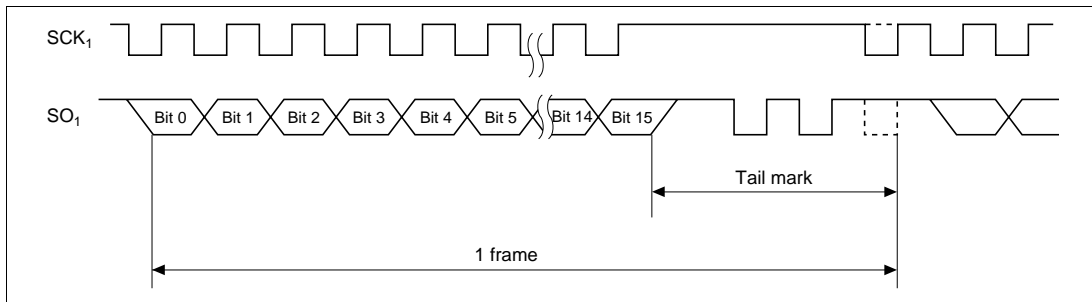 SCK1
SO1
Bit 0 Bit 1 Bit 2 Bit 3 Bit 4 Bit 5 Bit 14 Bit 15
Tail mark
1 frame